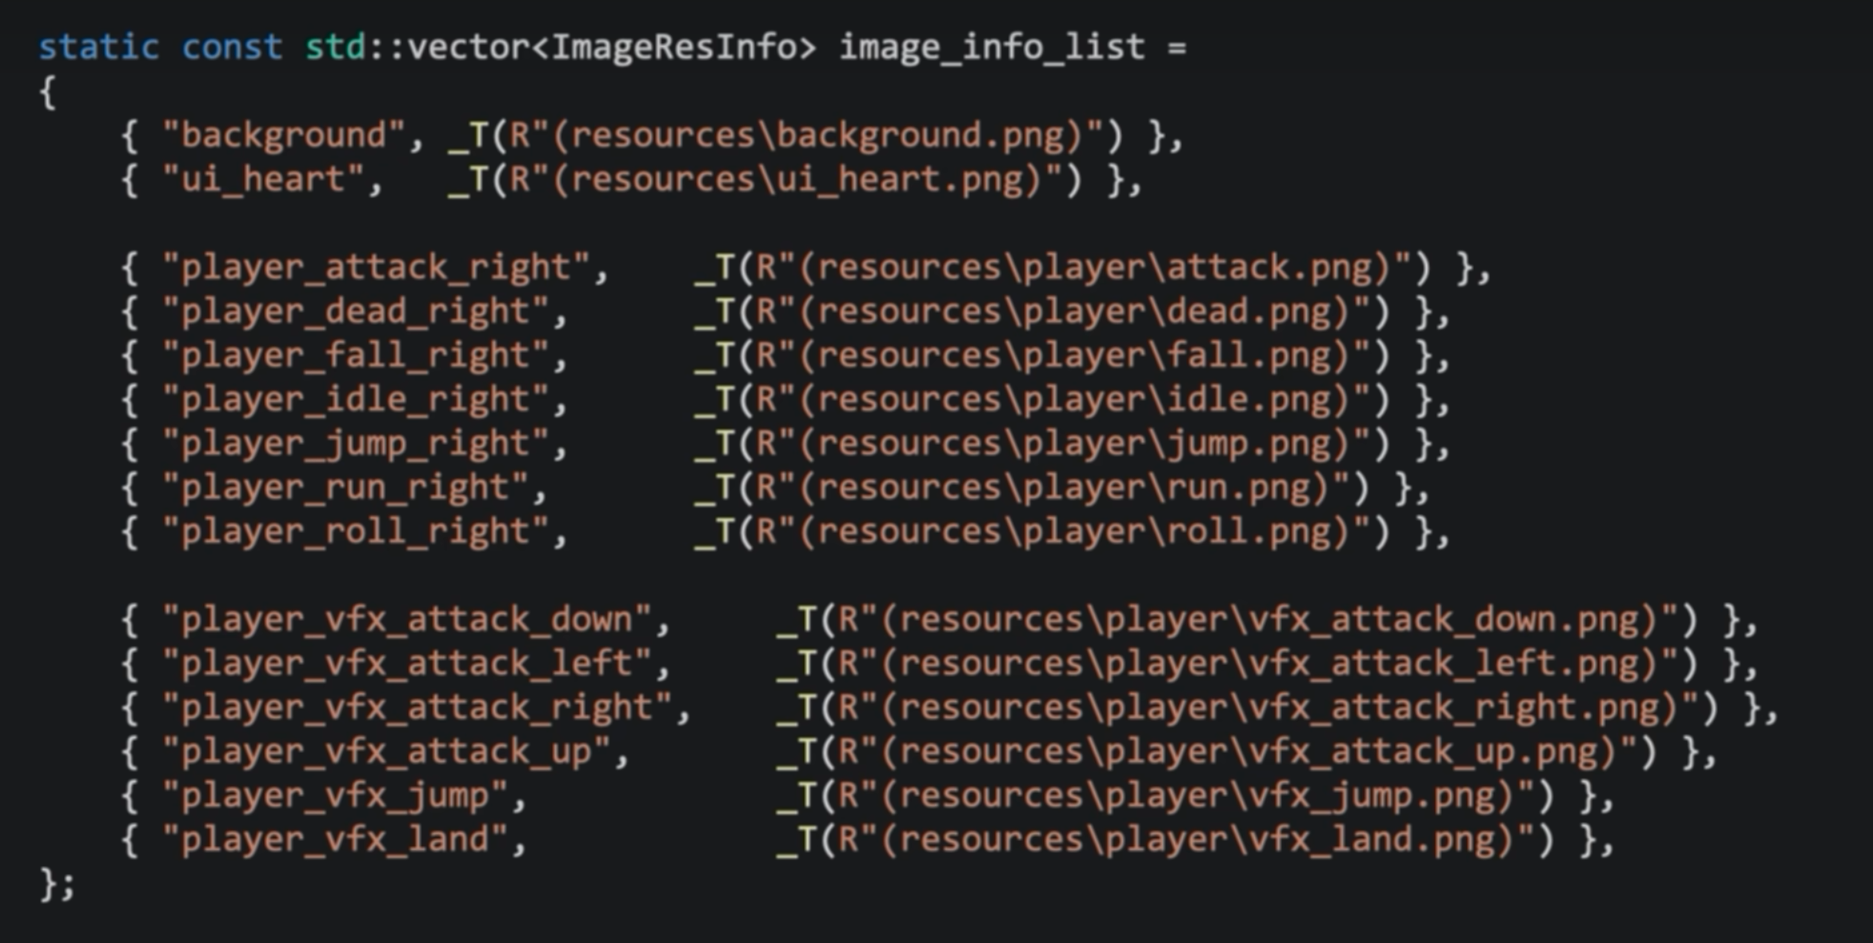 static const std::vector<ImageResInfo> image_info_list =
{
    { "background", _T(R"(resources\background.png)") },
    { "ui_heart",   _T(R"(resources\ui_heart.png)") },

    { "player_attack_right",    _T(R"(resources\player\attack.png)") },
    { "player_dead_right",      _T(R"(resources\player\dead.png)") },
    { "player_fall_right",      _T(R"(resources\player\fall.png)") },
    { "player_idle_right",      _T(R"(resources\player\idle.png)") },
    { "player_jump_right",      _T(R"(resources\player\jump.png)") },
    { "player_run_right",       _T(R"(resources\player\run.png)") },
    { "player_roll_right",      _T(R"(resources\player\roll.png)") },

    { "player_vfx_attack_down",     _T(R"(resources\player\vfx_attack_down.png)") },
    { "player_vfx_attack_left",     _T(R"(resources\player\vfx_attack_left.png)") },
    { "player_vfx_attack_right",    _T(R"(resources\player\vfx_attack_right.png)") },
    { "player_vfx_attack_up",       _T(R"(resources\player\vfx_attack_up.png)") },
    { "player_vfx_jump",            _T(R"(resources\player\vfx_jump.png)") },
    { "player_vfx_land",            _T(R"(resources\player\vfx_land.png)") },
};